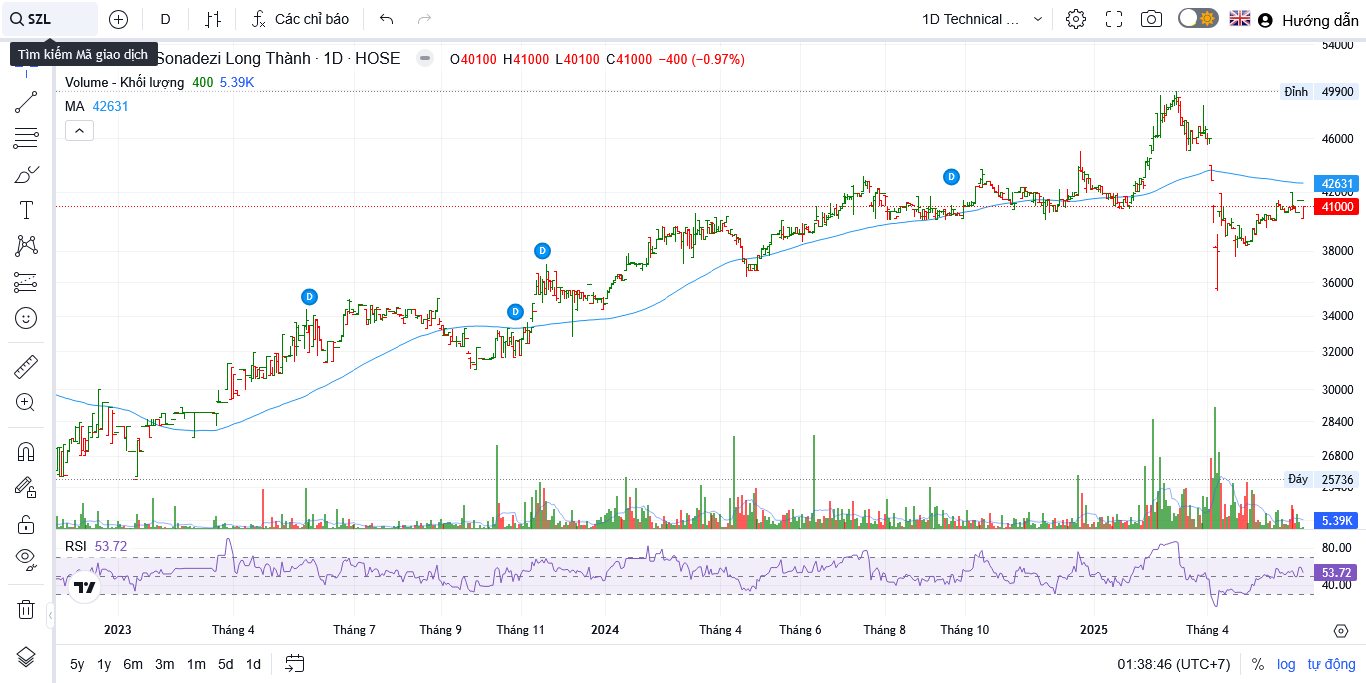 SZL D Các chỉ báo 1D Technical ... Hướng dẫn
Tìm kiếm Mã giao dịch
Sonadezi Long Thành · 1D · HOSE O40100 H41000 L40100 C41000 −400 (−0.97%)
Volume - Khối lượng 400 5.39K
MA 42631
54000
Đỉnh 49900
46000
42631
42000
41000
38000
36000
34000
32000
30000
28400
26800
Đáy 25736
5.39K
D
D
D
D
RSI 53.72
80.00
53.72
40.00
2023 Tháng 4 Tháng 7 Tháng 9 Tháng 11 2024 Tháng 4 Tháng 6 Tháng 8 Tháng 10 2025 Tháng 4
5y 1y 6m 3m 1m 5d 1d 01:38:46 (UTC+7) % log tự động